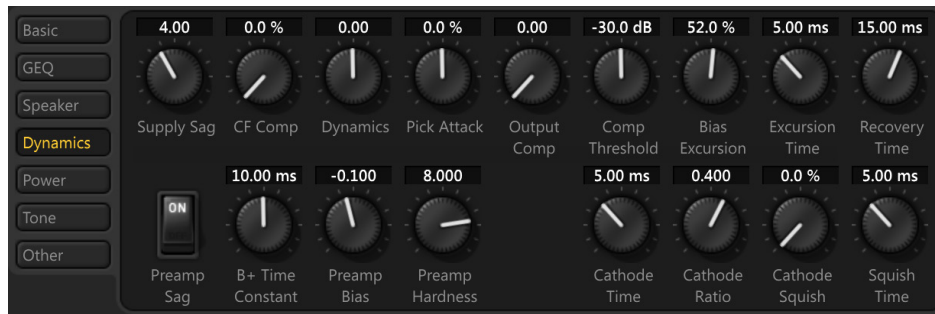 Basic
GEQ
Speaker
Dynamics
Power
Tone
Other
4.00 0.0 % 0.00 0.0 % 0.00 -30.0 dB 52.0 % 5.00 ms 15.00 ms
Supply Sag CF Comp Dynamics Pick Attack Output Comp Bias Excursion Recovery
Comp Threshold Excursion Time Time
10.00 ms -0.100 8.000 5.00 ms 0.400 0.0 % 5.00 ms
ON
Preamp B+ Time Preamp Preamp Cathode Cathode Cathode Squish
Sag Constant Bias Hardness Time Ratio Squish Time